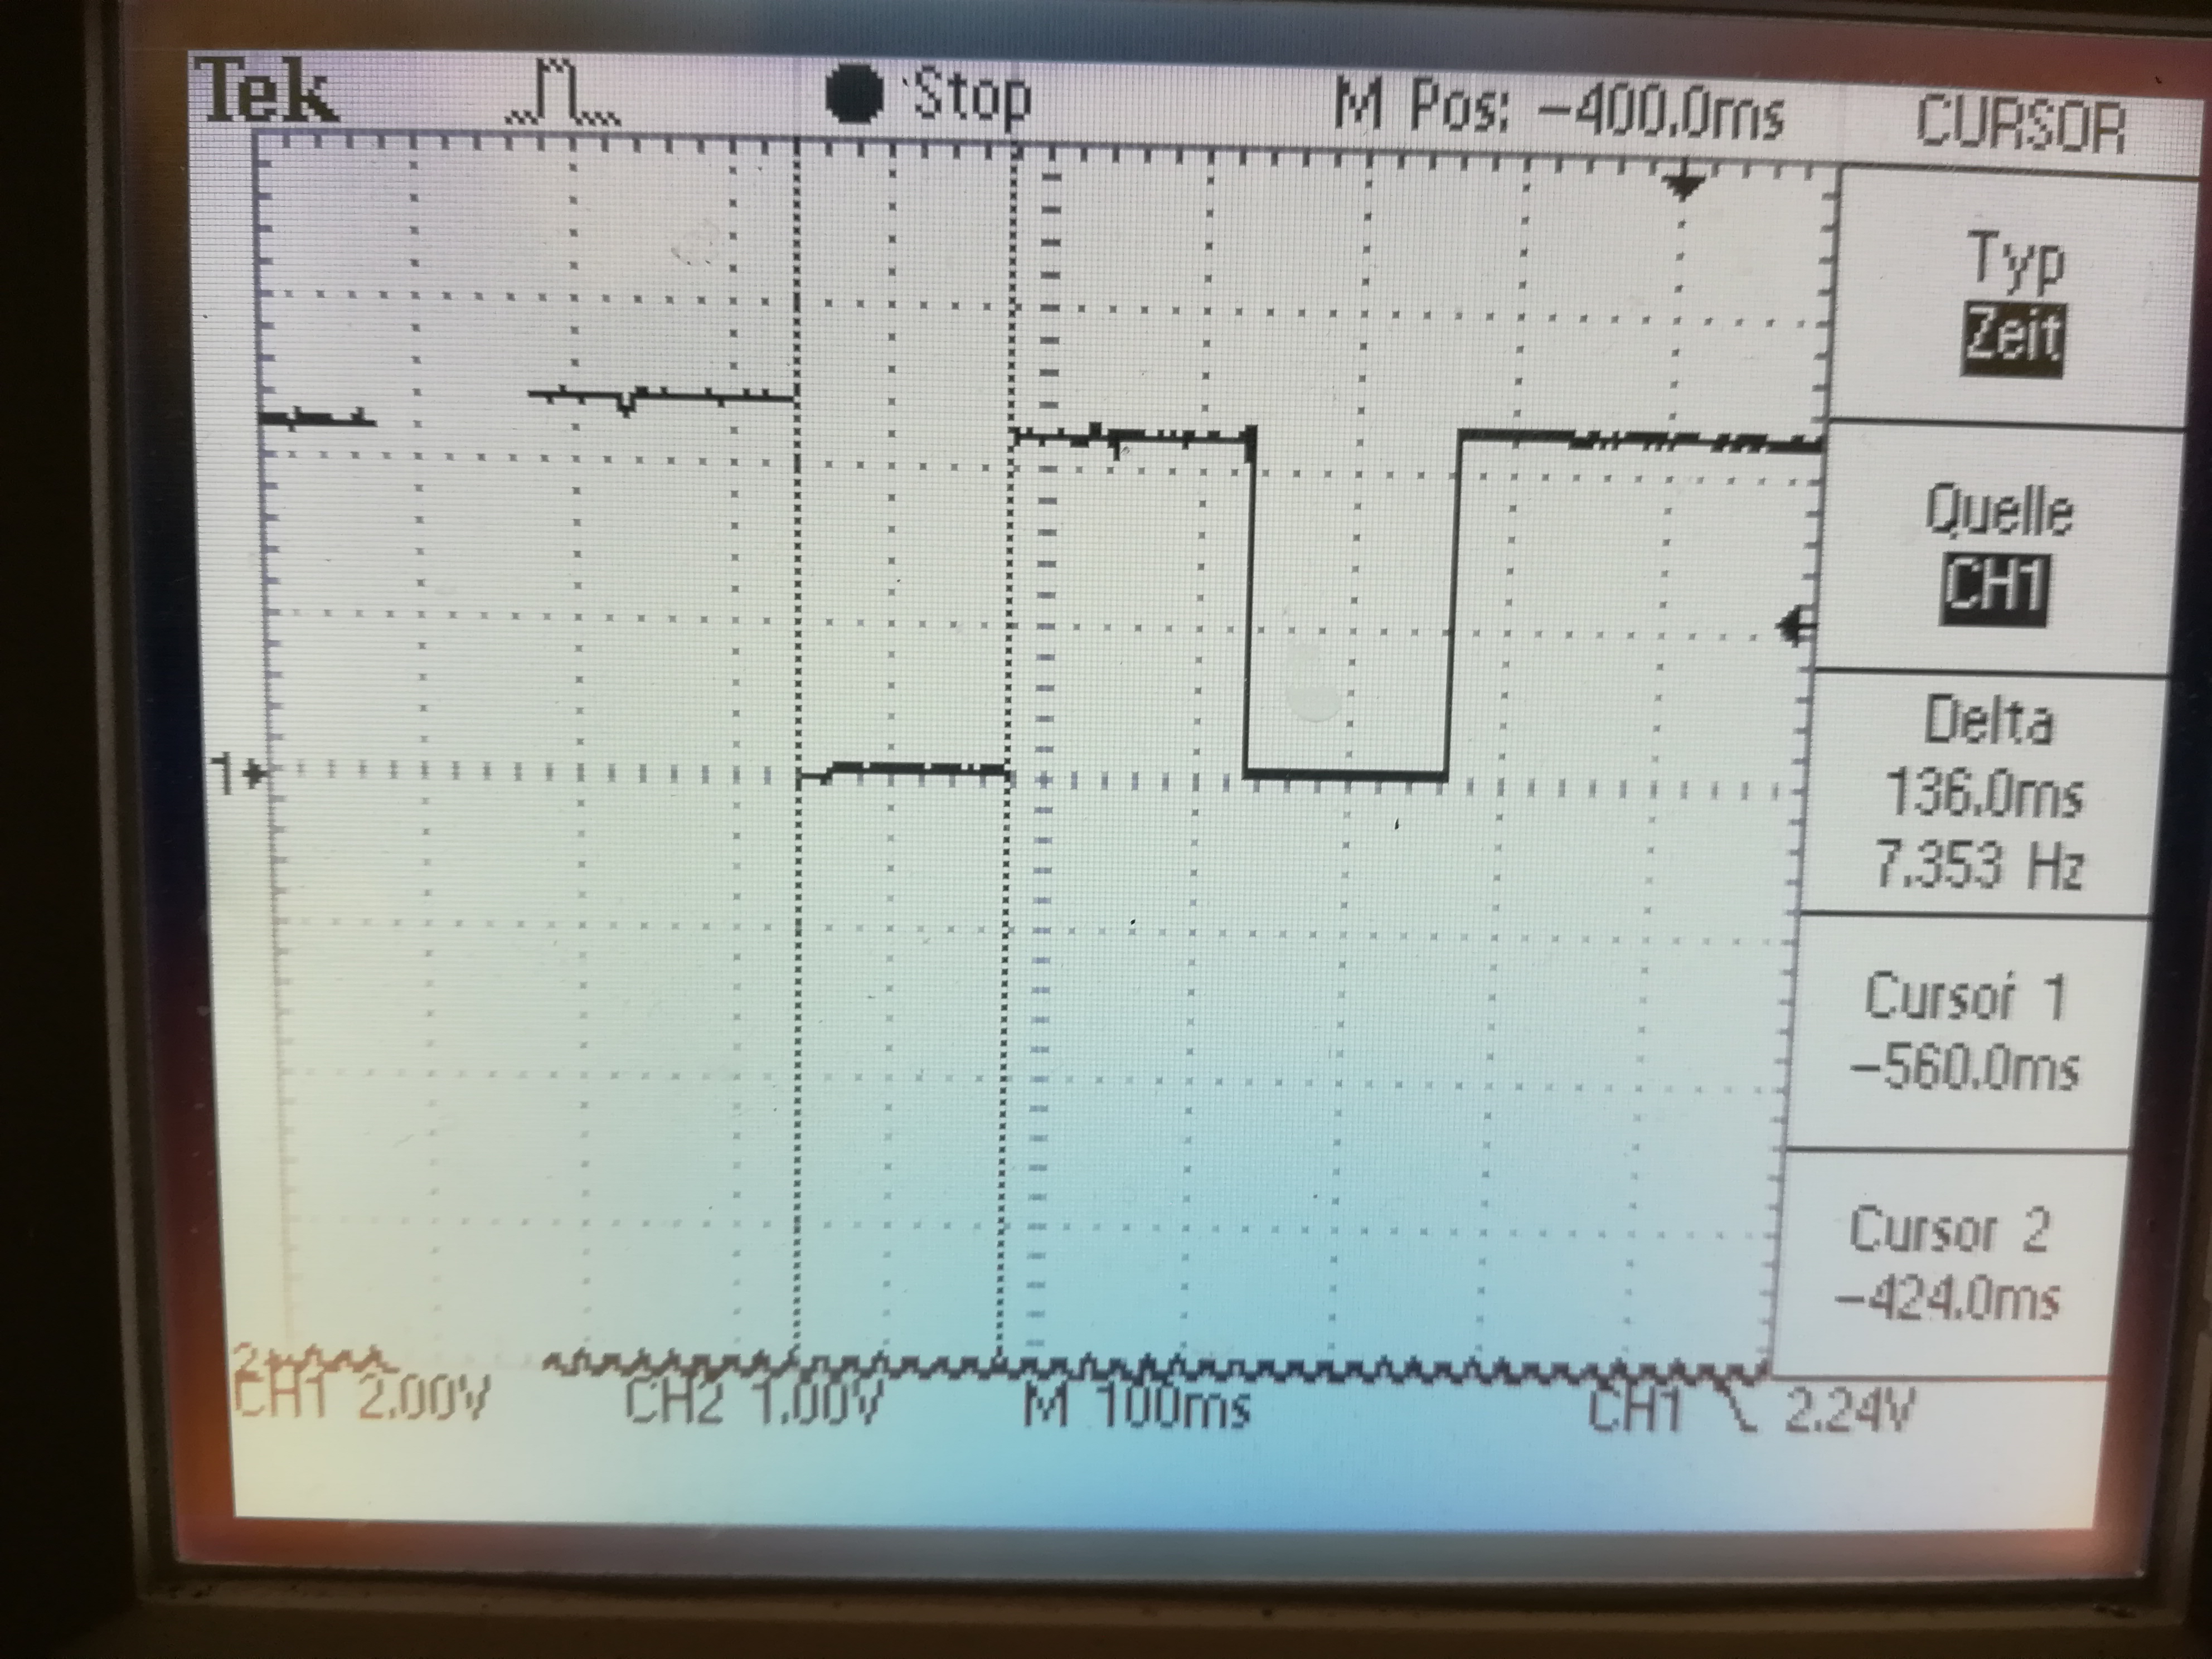 Tek Stop M Pos: -400.0ms CURSOR
Typ
Zeit
Quelle
CH1
Delta
136.0ms
7.353 Hz
Cursor 1
-560.0ms
Cursor 2
-424.0ms
1
2
CH1 2.00V CH2 1.00V M 100ms CH1 2.24V